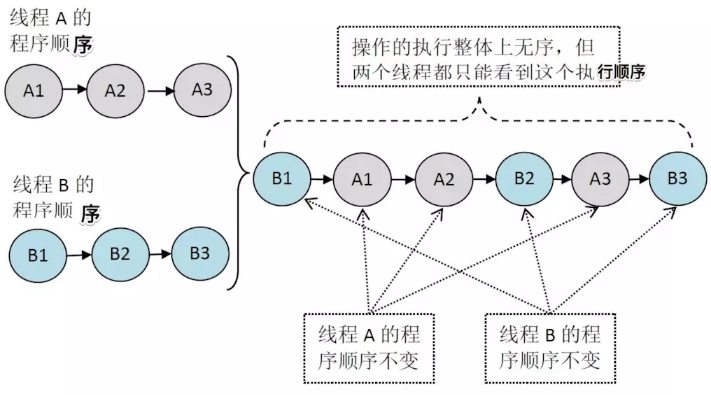 线程 A 的
程序顺序
A1
A2
A3
线程 B 的
程序顺 序
B1
B2
B3
操作的执行整体上无序，但
两个线程都只能看到这个执行顺序
B1
A1
A2
B2
A3
B3
线程 A 的程
序顺序不变
线程 B 的程
序顺序不变